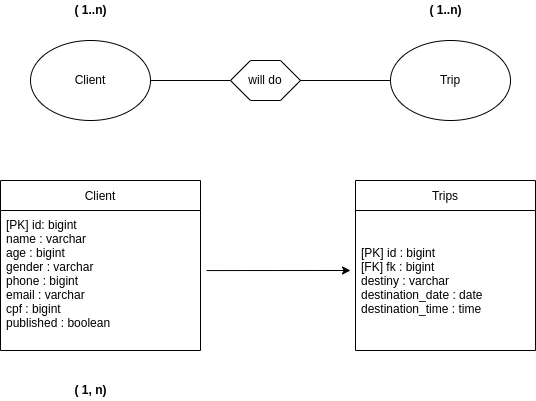 ( 1..n)
( 1..n)
Client
will do
Trip
Client
[PK] id: bigint
name : varchar
age : bigint
gender : varchar
phone : bigint
email : varchar
cpf : bigint
published : boolean
Trips
[PK] id : bigint
[FK] fk : bigint
destiny : varchar
destination_date : date
destination_time : time
( 1, n)